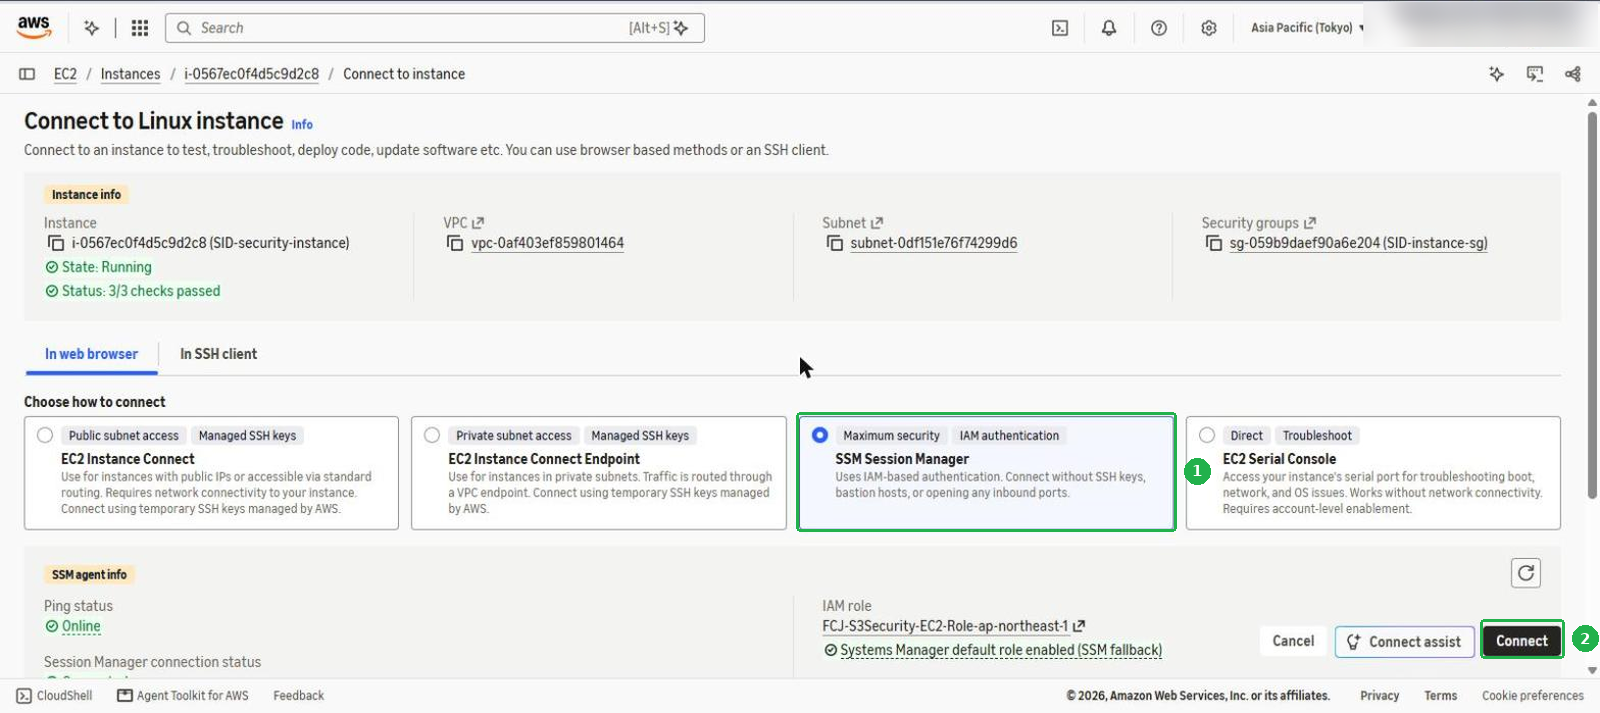 aws
Search [Alt+S]
Asia Pacific (Tokyo)
EC2 / Instances / i-0567ec0f4d5c9d2c8 / Connect to instance
Connect to Linux instance Info
Connect to an instance to test, troubleshoot, deploy code, update software etc. You can use browser based methods or an SSH client.
Instance info
Instance
i-0567ec0f4d5c9d2c8 (SID-security-instance)
State: Running
Status: 3/3 checks passed
VPC
vpc-0af403ef859801464
Subnet
subnet-0df151e76f74299d6
Security groups
sg-059b9daef90a6e204 (SID-instance-sg)
In web browser
In SSH client
Choose how to connect
Public subnet access Managed SSH keys
EC2 Instance Connect
Use for instances with public IPs or accessible via standard
routing. Requires network connectivity to your instance.
Connect using temporary SSH keys managed by AWS.
Private subnet access Managed SSH keys
EC2 Instance Connect Endpoint
Use for instances in private subnets. Traffic is routed through
a VPC endpoint. Connect using temporary SSH keys managed
by AWS.
Maximum security IAM authentication
SSM Session Manager
Uses IAM-based authentication. Connect without SSH keys,
bastion hosts, or opening any inbound ports.
1
Direct Troubleshoot
EC2 Serial Console
Access your instance's serial port for troubleshooting boot,
network, and OS issues. Works without network connectivity.
Requires account-level enablement.
SSM agent info
Ping status
Online
Session Manager connection status
IAM role
FCJ-S3Security-EC2-Role-ap-northeast-1
Systems Manager default role enabled (SSM fallback)
Cancel
Connect assist
Connect
2
CloudShell
Agent Toolkit for AWS
Feedback
© 2026, Amazon Web Services, Inc. or its affiliates.
Privacy
Terms
Cookie preferences